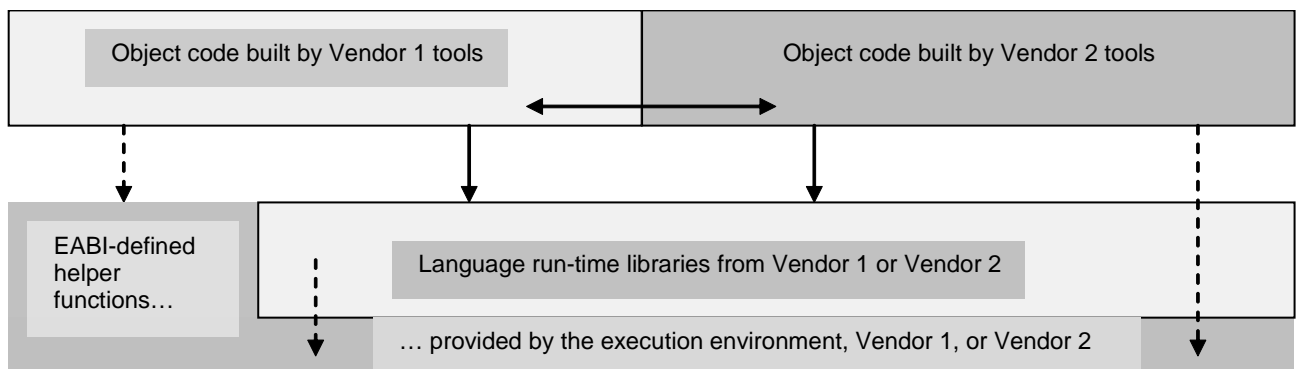 Object code built by Vendor 1 tools
Object code built by Vendor 2 tools
EABI-defined
helper
functions…
Language run-time libraries from Vendor 1 or Vendor 2
… provided by the execution environment, Vendor 1, or Vendor 2